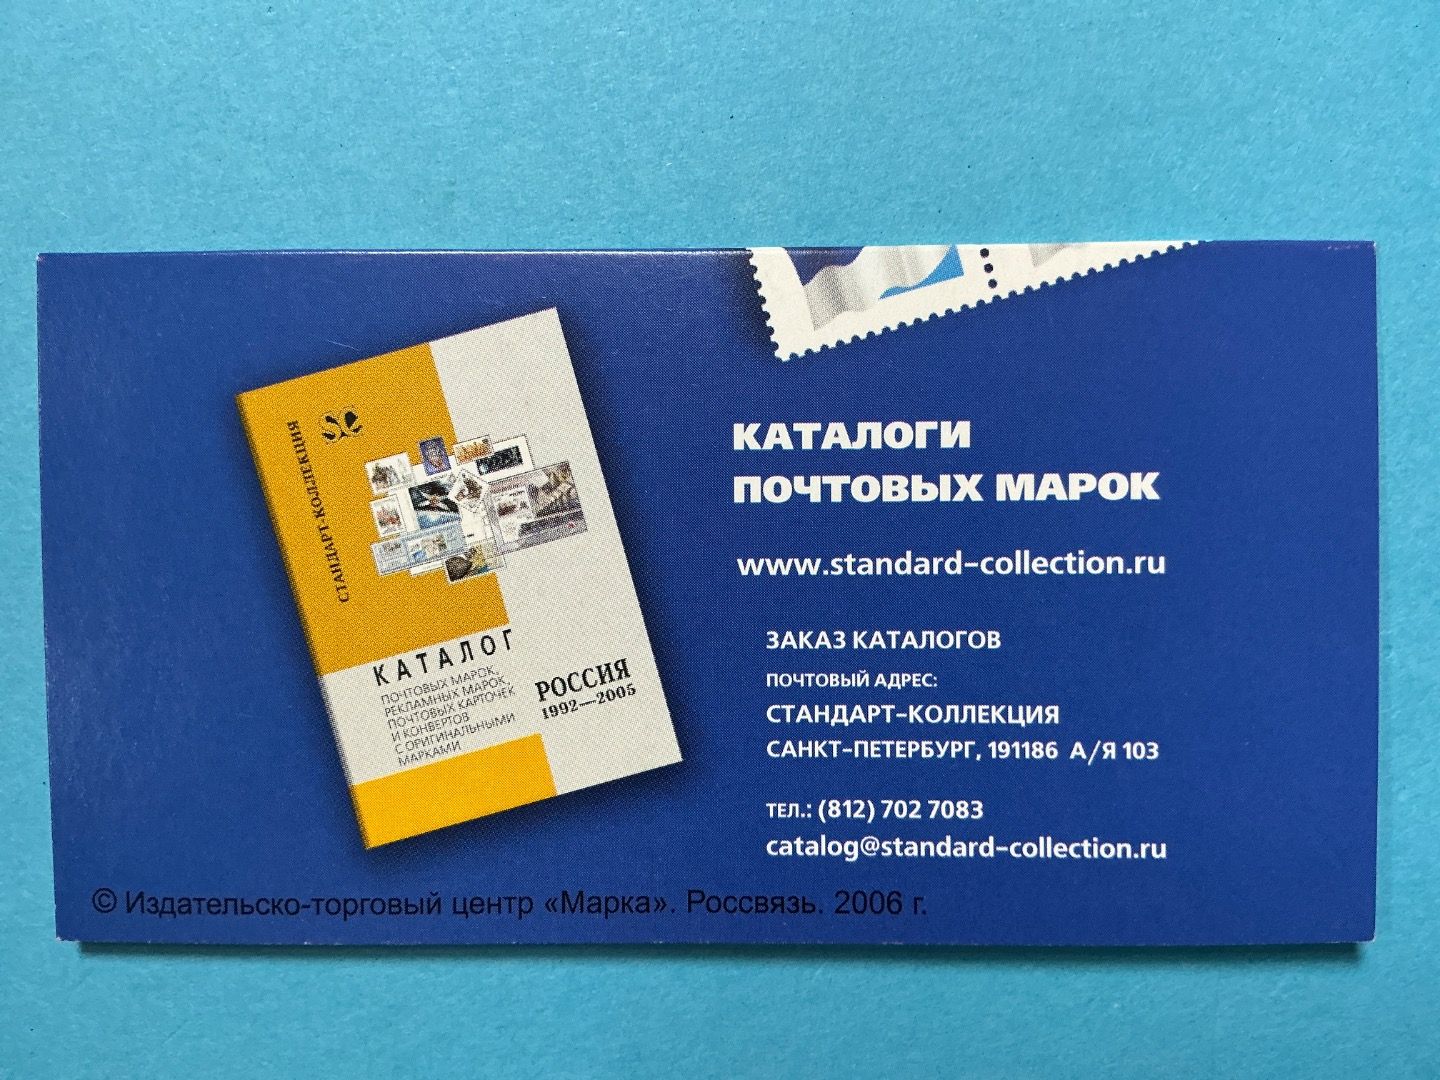 СТАНДАРТ-КОЛЛЕКЦИЯ
КАТАЛОГ
ПОЧТОВЫХ МАРОК,
РЕКЛАМНЫХ МАРОК,
ПОЧТОВЫХ КАРТОЧЕК
И КОНВЕРТОВ
С ОРИГИНАЛЬНЫМИ
МАРКАМИ
РОССИЯ
1992—2005
КАТАЛОГИ
ПОЧТОВЫХ МАРОК
www.standard-collection.ru
ЗАКАЗ КАТАЛОГОВ
ПОЧТОВЫЙ АДРЕС:
СТАНДАРТ-КОЛЛЕКЦИЯ
САНКТ-ПЕТЕРБУРГ, 191186 А/Я 103
ТЕЛ.: (812) 702 7083
catalog@standard-collection.ru
© Издательско-торговый центр «Марка». Россвязь. 2006 г.